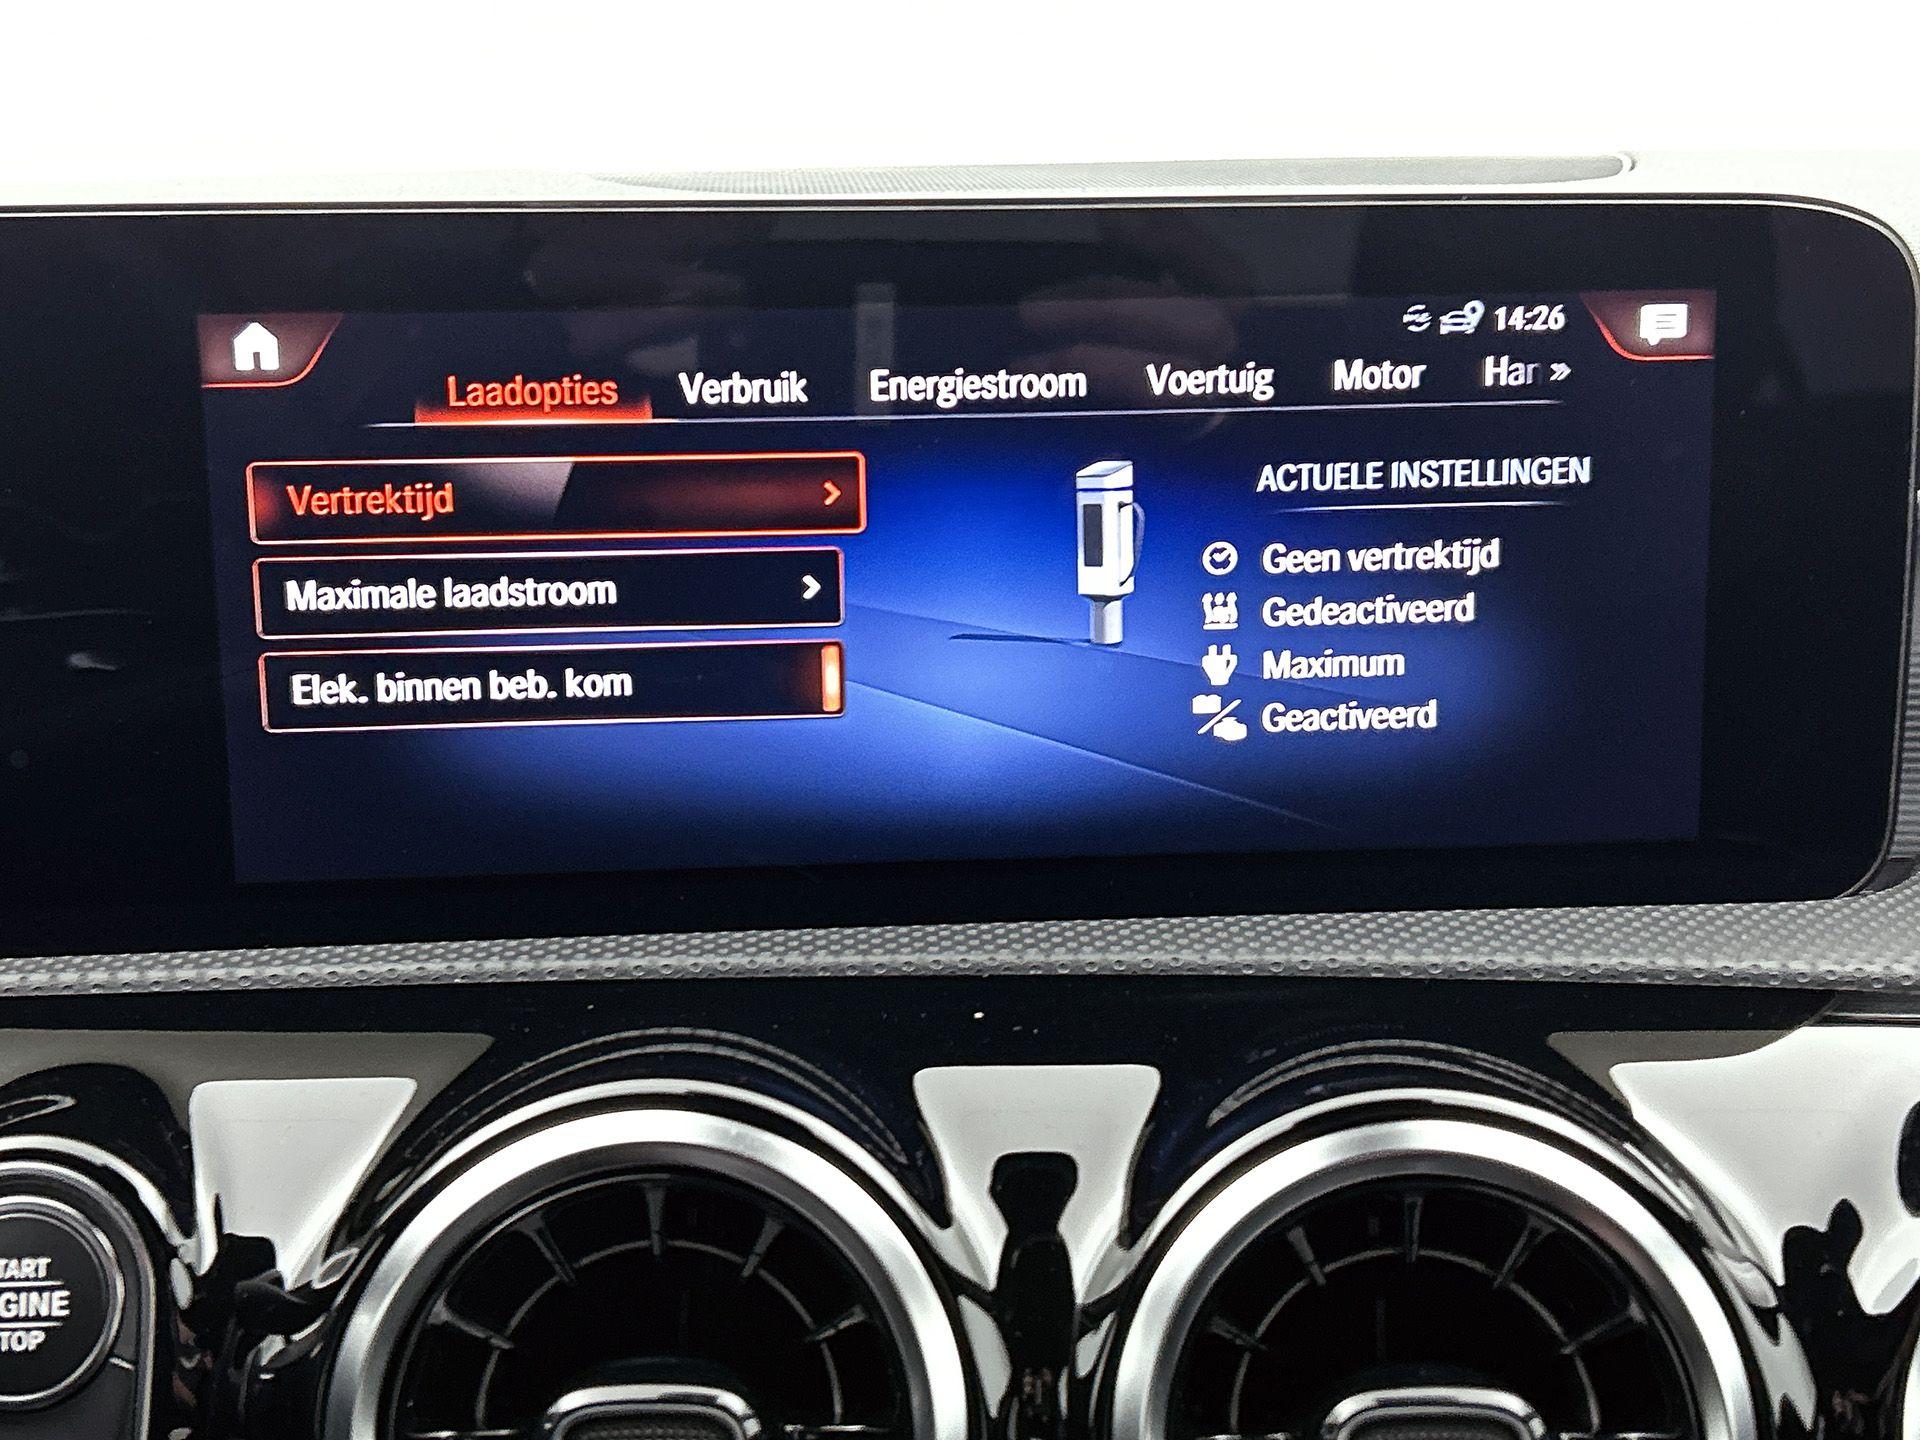 14:26
Laadopties Verbruik Energiestroom Voertuig Motor Har »
Vertrektijd
Maximale laadstroom
Elek. binnen beb. kom
ACTUELE INSTELLINGEN
Geen vertrektijd
Gedeactiveerd
Maximum
Geactiveerd
TART
GINE
TOP